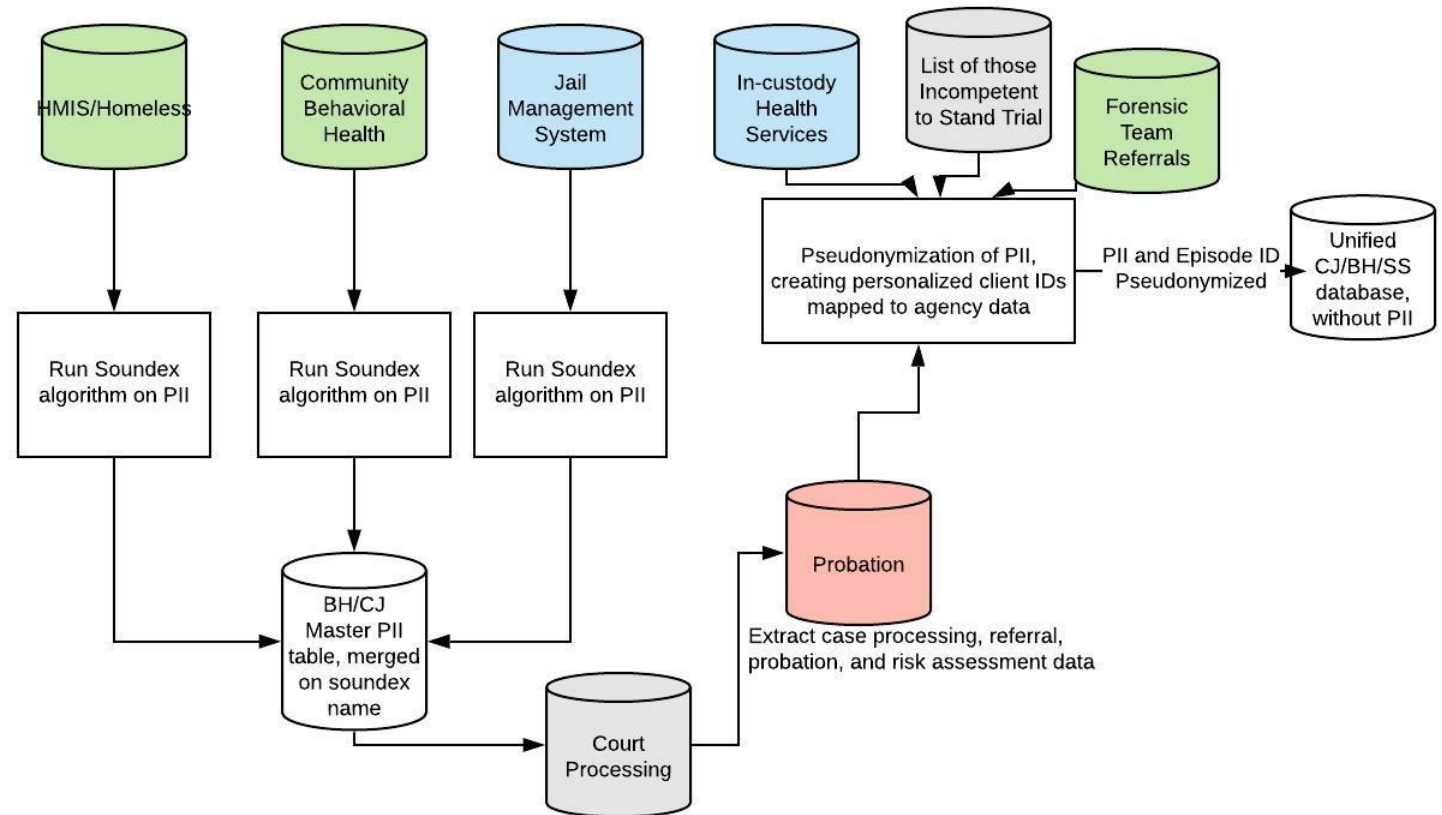 HMIS/Homeless
Community
Behavioral
Health
Jail
Management
System
In-custody
Health
Services
List of those
Incompetent
to Stand Trial
Forensic
Team
Referrals
Pseudonymization of PII,
creating personalized client IDs
mapped to agency data
PII and Episode ID
Pseudonymized
Unified
CJ/BH/SS
database,
without PII
Run Soundex
algorithm on PII
Run Soundex
algorithm on PII
Run Soundex
algorithm on PII
Probation
Extract case processing, referral,
probation, and risk assessment data
BH/CJ
Master PII
table, merged
on soundex
name
Court
Processing